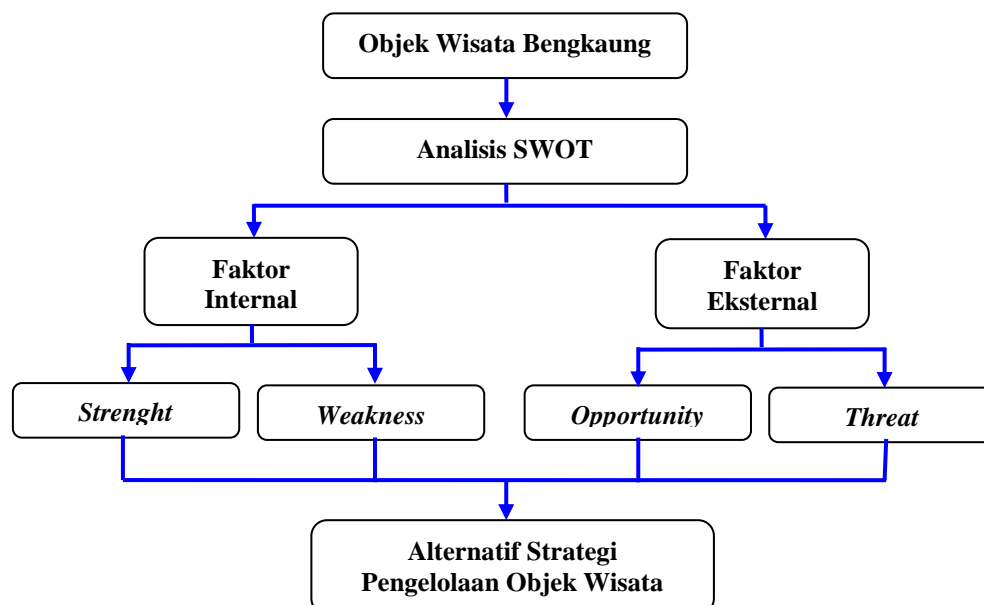 Objek Wisata Bengkaung
Analisis SWOT
Faktor
Internal
Faktor
Eksternal
Strenght
Weakness
Opportunity
Threat
Alternatif Strategi
Pengelolaan Objek Wisata